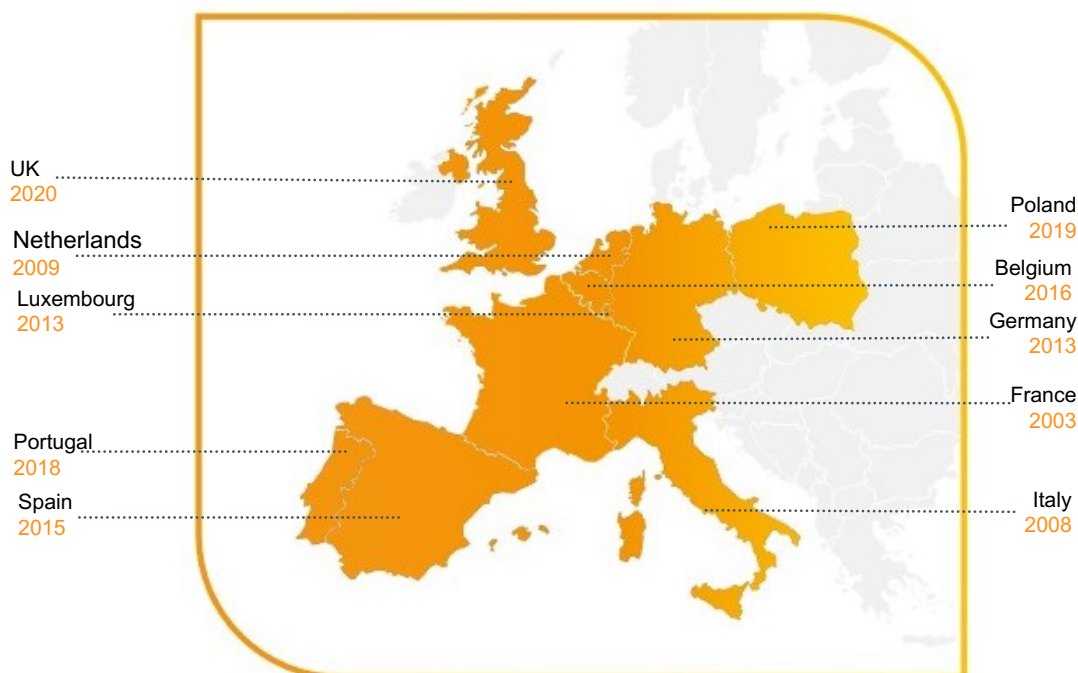 UK
2020
Netherlands
2009
Luxembourg
2013
Portugal
2018
Spain
2015
Poland
2019
Belgium
2016
Germany
2013
France
2003
Italy
2008